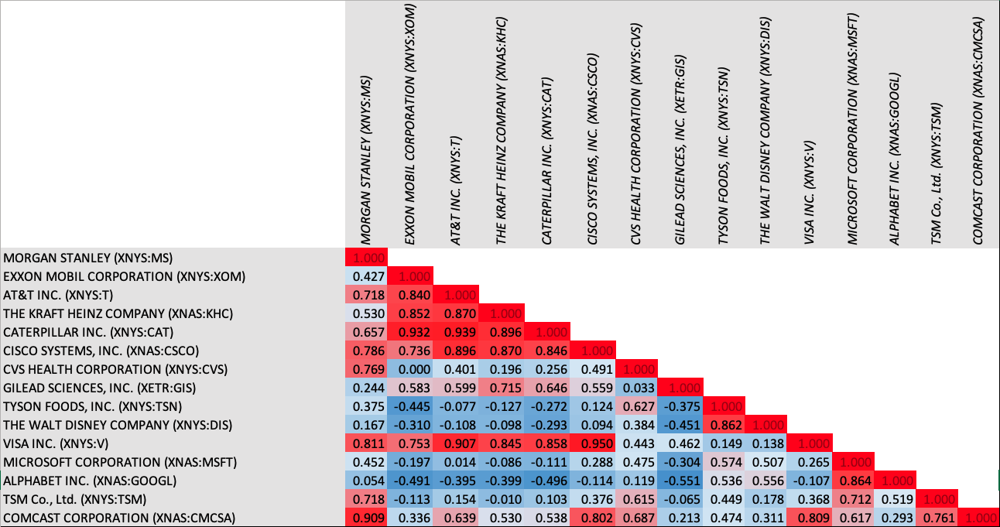 MORGAN STANLEY (XNYS:MS)
EXXON MOBIL CORPORATION (XNYS:XOM)
AT&T INC. (XNYS:T)
THE KRAFT HEINZ COMPANY (XNAS:KHC)
CATERPILLAR INC. (XNYS:CAT)
CISCO SYSTEMS, INC. (XNAS:CSCO)
CVS HEALTH CORPORATION (XNYS:CVS)
GILEAD SCIENCES, INC. (XETR:GIS)
TYSON FOODS, INC. (XNYS:TSN)
THE WALT DISNEY COMPANY (XNYS:DIS)
VISA INC. (XNYS:V)
MICROSOFT CORPORATION (XNAS:MSFT)
ALPHABET INC. (XNAS:GOOGL)
TSM Co., Ltd. (XNYS:TSM)
COMCAST CORPORATION (XNAS:CMCSA)
MORGAN STANLEY (XNYS:MS) 1.000
EXXON MOBIL CORPORATION (XNYS:XOM) 0.427 1.000
AT&T INC. (XNYS:T) 0.718 0.840 1.000
THE KRAFT HEINZ COMPANY (XNAS:KHC) 0.530 0.852 0.870 1.000
CATERPILLAR INC. (XNYS:CAT) 0.657 0.932 0.939 0.896 1.000
CISCO SYSTEMS, INC. (XNAS:CSCO) 0.786 0.736 0.896 0.870 0.846 1.000
CVS HEALTH CORPORATION (XNYS:CVS) 0.769 0.000 0.401 0.196 0.256 0.491 1.000
GILEAD SCIENCES, INC. (XETR:GIS) 0.244 0.583 0.599 0.715 0.646 0.559 0.033 1.000
TYSON FOODS, INC. (XNYS:TSN) 0.375 -0.445 -0.077 -0.127 -0.272 0.124 0.627 -0.375 1.000
THE WALT DISNEY COMPANY (XNYS:DIS) 0.167 -0.310 -0.108 -0.098 -0.293 0.094 0.384 -0.451 0.862 1.000
VISA INC. (XNYS:V) 0.811 0.753 0.907 0.845 0.858 0.950 0.443 0.462 0.149 0.138 1.000
MICROSOFT CORPORATION (XNAS:MSFT) 0.452 -0.197 0.014 -0.086 -0.111 0.288 0.475 -0.304 0.574 0.507 0.265 1.000
ALPHABET INC. (XNAS:GOOGL) 0.054 -0.491 -0.395 -0.399 -0.496 -0.114 0.119 -0.551 0.536 0.556 -0.107 0.864 1.000
TSM Co., Ltd. (XNYS:TSM) 0.718 -0.113 0.154 -0.010 0.103 0.376 0.615 -0.065 0.449 0.178 0.368 0.712 0.519 1.000
COMCAST CORPORATION (XNAS:CMCSA) 0.909 0.336 0.639 0.530 0.538 0.802 0.687 0.213 0.474 0.311 0.809 0.617 0.293 0.761 1.000